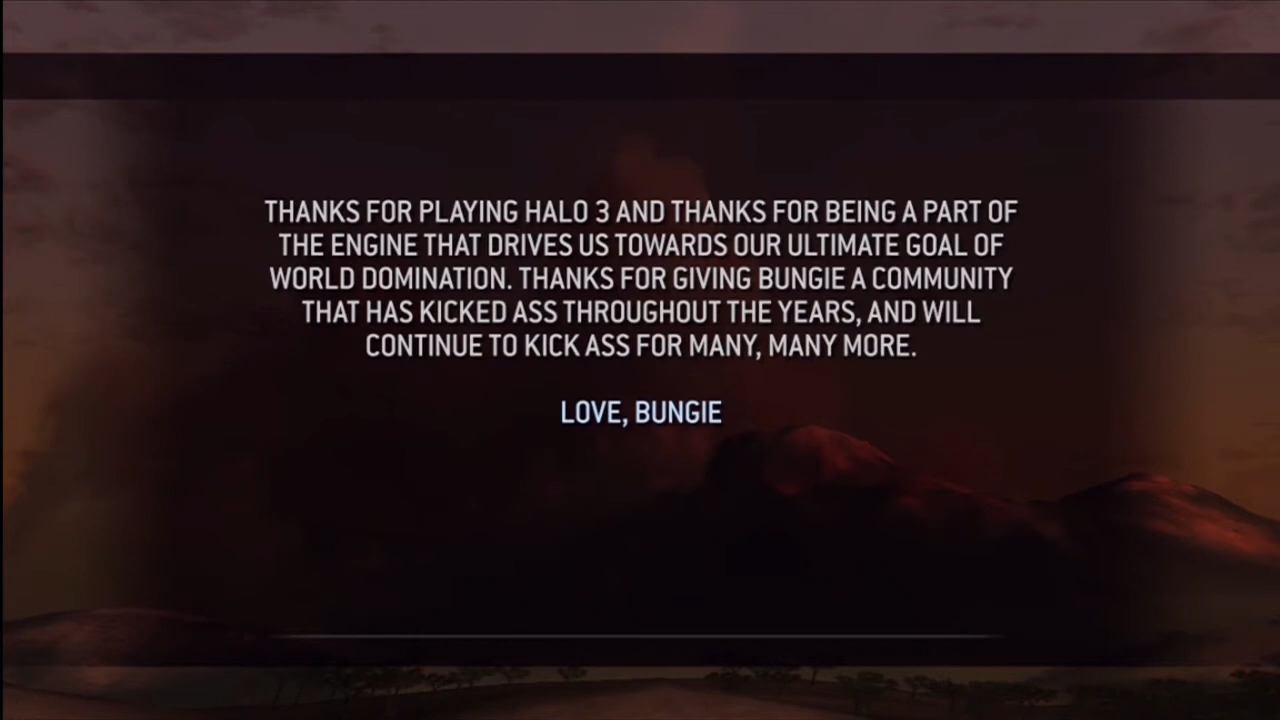 THANKS FOR PLAYING HALO 3 AND THANKS FOR BEING A PART OF
THE ENGINE THAT DRIVES US TOWARDS OUR ULTIMATE GOAL OF
WORLD DOMINATION. THANKS FOR GIVING BUNGIE A COMMUNITY
THAT HAS KICKED ASS THROUGHOUT THE YEARS, AND WILL
CONTINUE TO KICK ASS FOR MANY, MANY MORE.
LOVE, BUNGIE